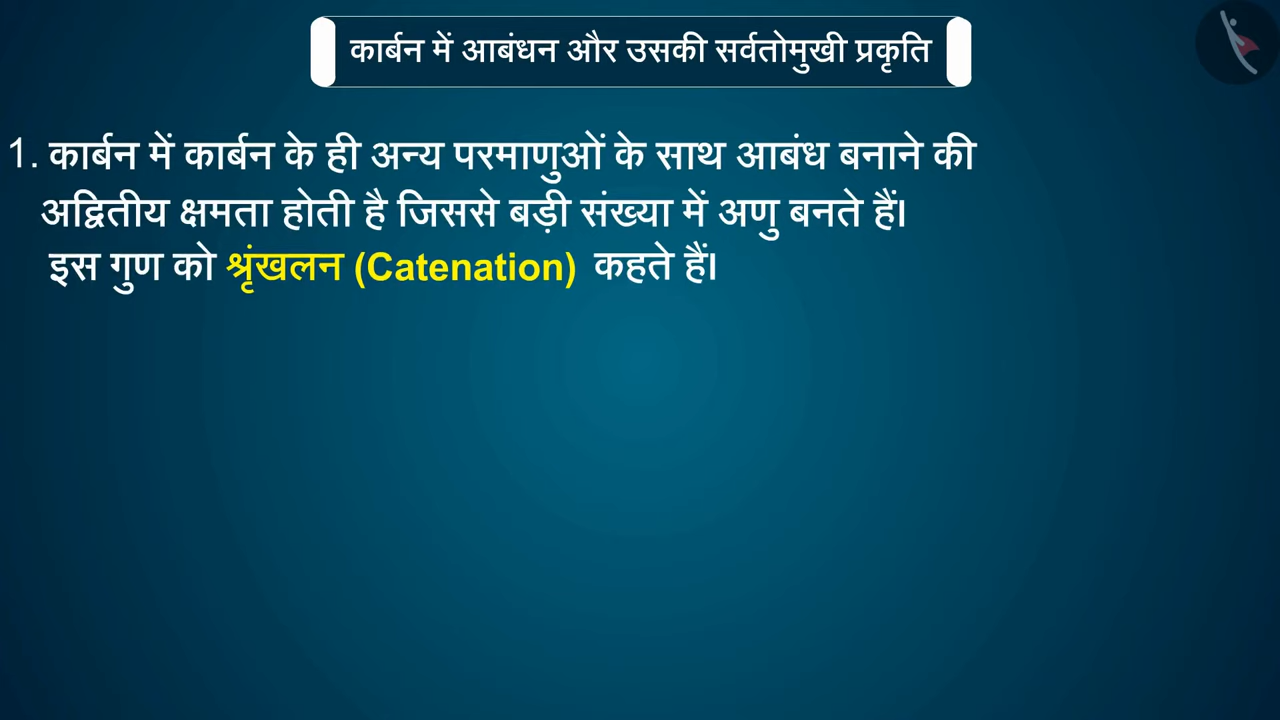 कार्बन में आबंधन और उसकी सर्वतोमुखी प्रकृति
1. कार्बन में कार्बन के ही अन्य परमाणुओं के साथ आबंध बनाने की
अद्वितीय क्षमता होती है जिससे बड़ी संख्या में अणु बनते हैं।
इस गुण को श्रृंखलन (Catenation) कहते हैं।